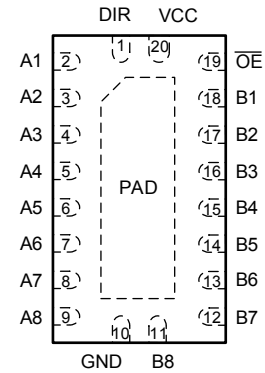 DIR VCC
1 20
A1 2 19 OE
A2 3 18 B1
A3 4 17 B2
A4 5 16 B3
PAD
A5 6 15 B4
A6 7 14 B5
A7 8 13 B6
A8 9 12 B7
10 11
GND B8